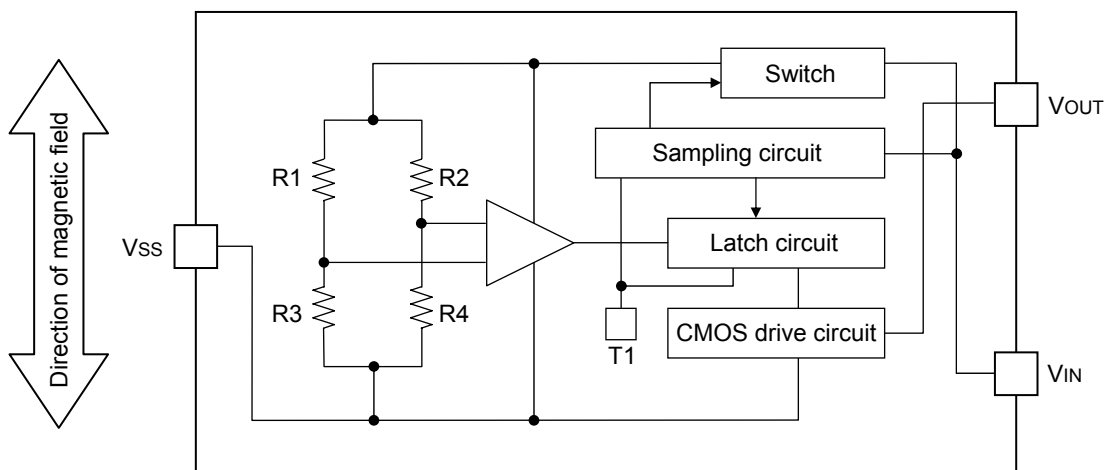 Direction of magnetic field
VSS
R1
R2
R3
R4
Switch
Sampling circuit
Latch circuit
T1
CMOS drive circuit
VOUT
VIN